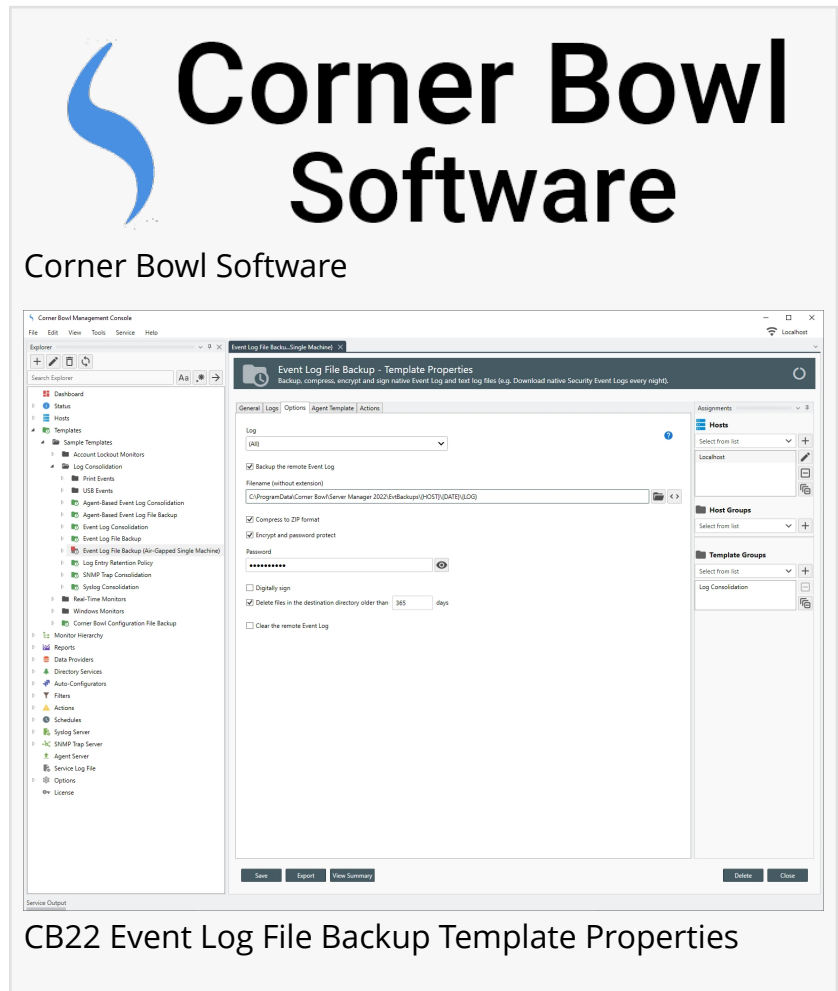 Corner Bowl
Software
Corner Bowl Software
Corner Bowl Management Console
File Edit View Tools Service Help
Localhost
Explorer
Event Log File Backu...Single Machine)
Search Explorer
Aa
Event Log File Backup - Template Properties
Backup, compress, encrypt and sign native Event Log and text log files (e.g. Download native Security Event Logs every night).
Dashboard
Status
Hosts
Templates
Sample Templates
Account Lockout Monitors
Log Consolidation
Print Events
USB Events
Agent-Based Event Log Consolidation
Agent-Based Event Log File Backup
Event Log Consolidation
Event Log File Backup
Event Log File Backup (Air-Gapped Single Machine)
Log Entry Retention Policy
SNMP Trap Consolidation
Syslog Consolidation
Real-Time Monitors
Windows Monitors
Corner Bowl Configuration File Backup
Monitor Hierarchy
Reports
Data Providers
Directory Services
Auto-Configurators
Filters
Actions
Schedules
Syslog Server
SNMP Trap Server
Agent Server
Service Log File
Options
License
General Logs Options Agent Template Actions
Log
(All)
Backup the remote Event Log
Filename (without extension)
C:\ProgramData\Corner Bowl\Server Manager 2022\EvtBackups\{HOST}\{DATE}\{LOG}
Compress to ZIP format
Encrypt and password protect
Password
Digitally sign
Delete files in the destination directory older than 365 days
Clear the remote Event Log
Assignments
Hosts
Select from list
Localhost
Host Groups
Select from list
Template Groups
Select from list
Log Consolidation
Save Export View Summary Delete Close
Service Output
CB22 Event Log File Backup Template Properties